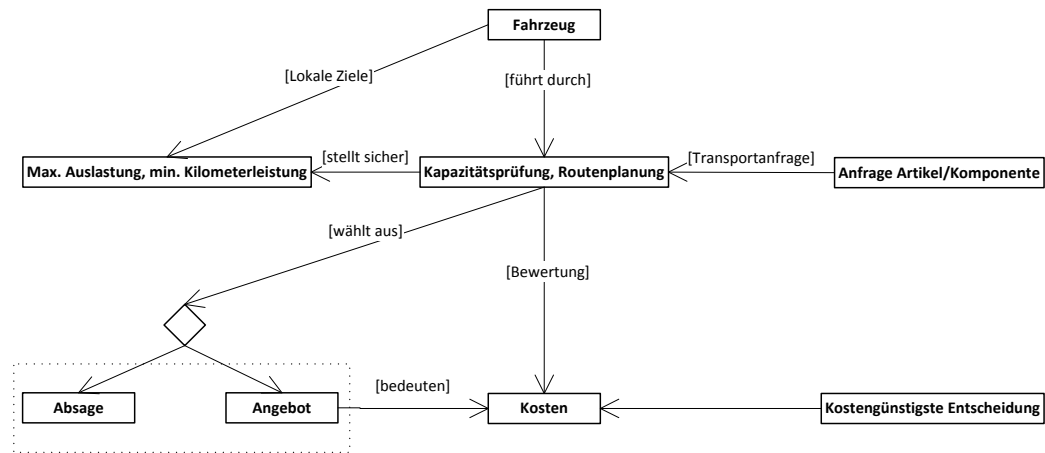 Fahrzeug
[Lokale Ziele]
[führt durch]
[stellt sicher]
[Transportanfrage]
Max. Auslastung, min. Kilometerleistung
Kapazitätsprüfung, Routenplanung
Anfrage Artikel/Komponente
[wählt aus]
[Bewertung]
[bedeuten]
Absage
Angebot
Kosten
Kostengünstigste Entscheidung